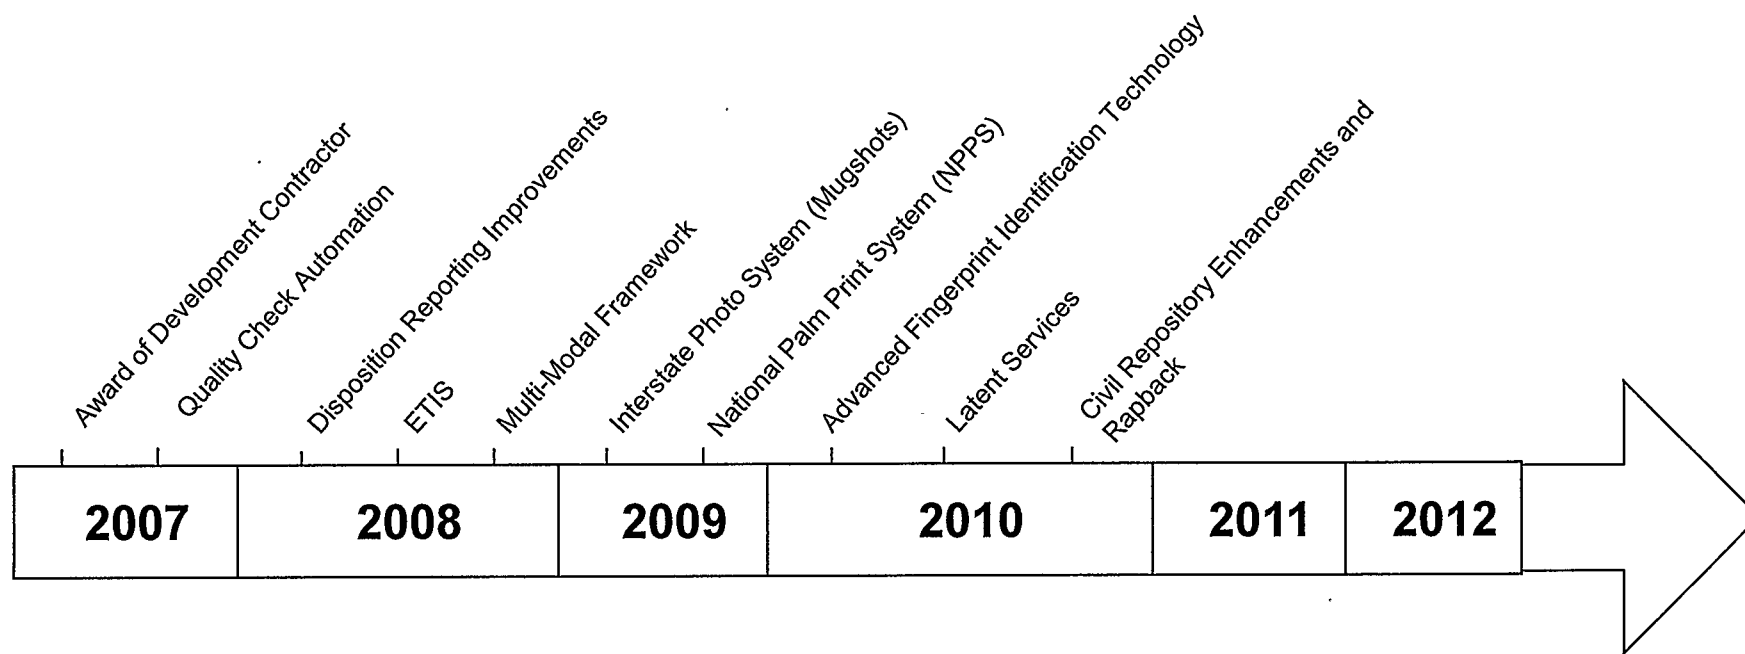 Award of Development Contractor
Quality Check Automation
Disposition Reporting Improvements
ETIS
Multi-Modal Framework
Interstate Photo System (Mugshots)
National Palm Print System (NPPS)
Advanced Fingerprint Identification Technology
Latent Services
Civil Repository Enhancements and
Rapback
2007
2008
2009
2010
2011
2012